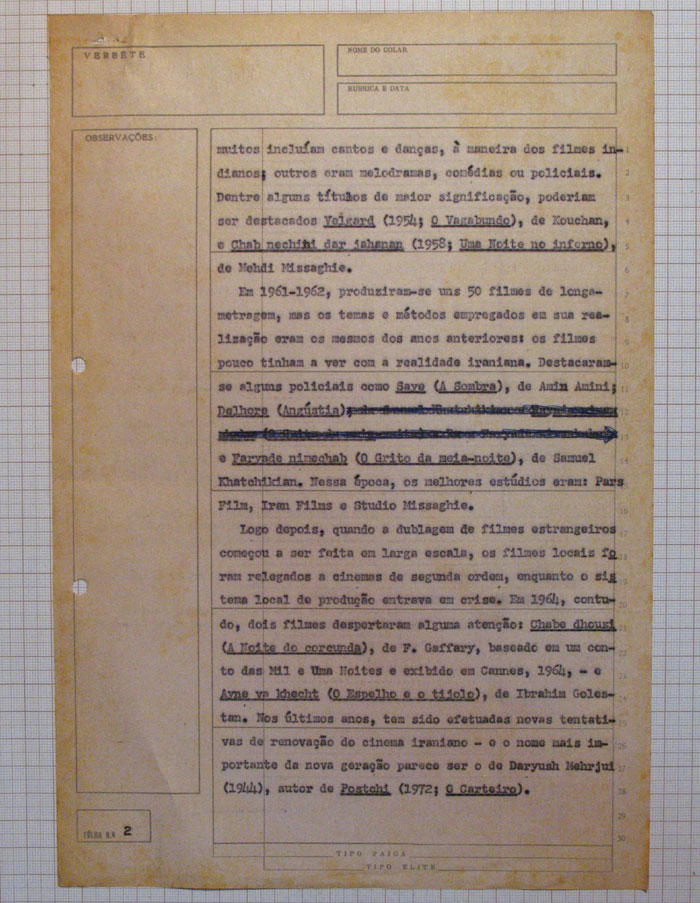 VERBETE
NOME DO COLAR
RUBRICA E DATA
OBSERVAÇÕES:
muitos incluíam cantos e danças, à maneira dos filmes in-
dianos; outros eram melodramas, comédias ou policiais.
Dentre alguns títulos de maior significação, poderiam
ser destacados Velgard (1954; O Vagabundo), de Kouchan,
e Chab nechini dar jahanan (1958; Uma Noite no inferno),
de Mehdi Missaghie.
Em 1961-1962, produziram-se uns 50 filmes de longa-
metragem, mas os temas e métodos empregados em sua rea-
lização eram os mesmos dos anos anteriores: os filmes
pouco tinham a ver com a realidade iraniana. Destacaram-
se alguns policiais como Saye (A Sombra), de Amin Amini;
Delhore (Angústia)
e Faryade nimechab (O Grito da meia-noite), de Samuel
Khatchikian. Nessa época, os melhores estúdios eram: Pars
Film, Iran Films e Studio Missaghie.
Logo depois, quando a dublagem de filmes estrangeiros
começou a ser feita em larga escala, os filmes locais fo
ram relegados a cinemas de segunda ordem, enquanto o sis
tema local de produção entrava em crise. Em 1964, contu-
do, dois filmes despertaram alguma atenção: Chabe dhouzi
(A Noite do corcunda), de F. Gaffary, baseado em um con-
to das Mil e Uma Noites e exibido em Cannes, 1964, - e
Ayne va khecht (O Espelho e o tijolo), de Ibrahim Goles-
tan. Nos últimos anos, tem sido efetuadas novas tentati-
vas de renovação do cinema iraniano - e o nome mais im-
portante da nova geração parece ser o de Daryush Mehrjui
(1944), autor de Postchi (1972; O Carteiro).
FÔLHA N.º 2
TIPO PAICA
TIPO ELITE